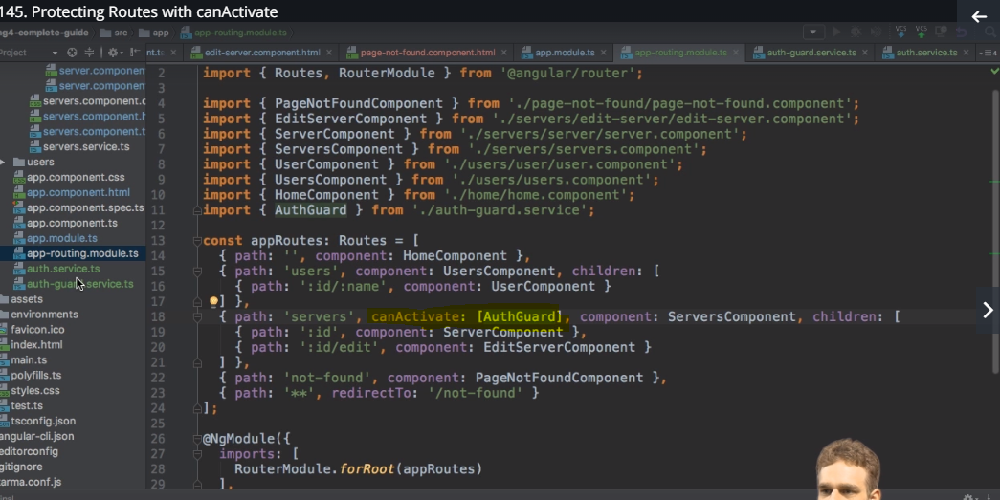 145. Protecting Routes with canActivate
ng4-complete-guide src app app-routing.module.ts
Project
nt.ts × edit-server.component.html × page-not-found.component.html × app.module.ts × app-routing.module.ts × auth-guard.service.ts × auth.service.ts ×
server.componen
server.componen
servers.component.c
servers.component.h
servers.component.t
servers.service.ts
users
app.component.css
app.component.html
app.component.spec.ts
app.component.ts
app.module.ts
app-routing.module.ts
auth.service.ts
auth-guard.service.ts
assets
environments
favicon.ico
index.html
main.ts
polyfills.ts
styles.css
test.ts
tsconfig.json
angular-cli.json
editorconfig
gitignore
karma.conf.js
2 import { Routes, RouterModule } from '@angular/router';
3
4 import { PageNotFoundComponent } from './page-not-found/page-not-found.component';
5 import { EditServerComponent } from './servers/edit-server/edit-server.component';
6 import { ServerComponent } from './servers/server/server.component';
7 import { ServersComponent } from './servers/servers.component';
8 import { UserComponent } from './users/user/user.component';
9 import { UsersComponent } from './users/users.component';
10 import { HomeComponent } from './home/home.component';
11 import { AuthGuard } from './auth-guard.service';
12
13 const appRoutes: Routes = [
14 { path: '', component: HomeComponent },
15 { path: 'users', component: UsersComponent, children: [
16 { path: ':id/:name', component: UserComponent }
17 ] },
18 { path: 'servers', canActivate: [AuthGuard], component: ServersComponent, children: [
19 { path: ':id', component: ServerComponent },
20 { path: ':id/edit', component: EditServerComponent }
21 ] },
22 { path: 'not-found', component: PageNotFoundComponent },
23 { path: '**', redirectTo: '/not-found' }
24 ];
25
26 @NgModule({
27 imports: [
28 RouterModule.forRoot(appRoutes)
29 ],